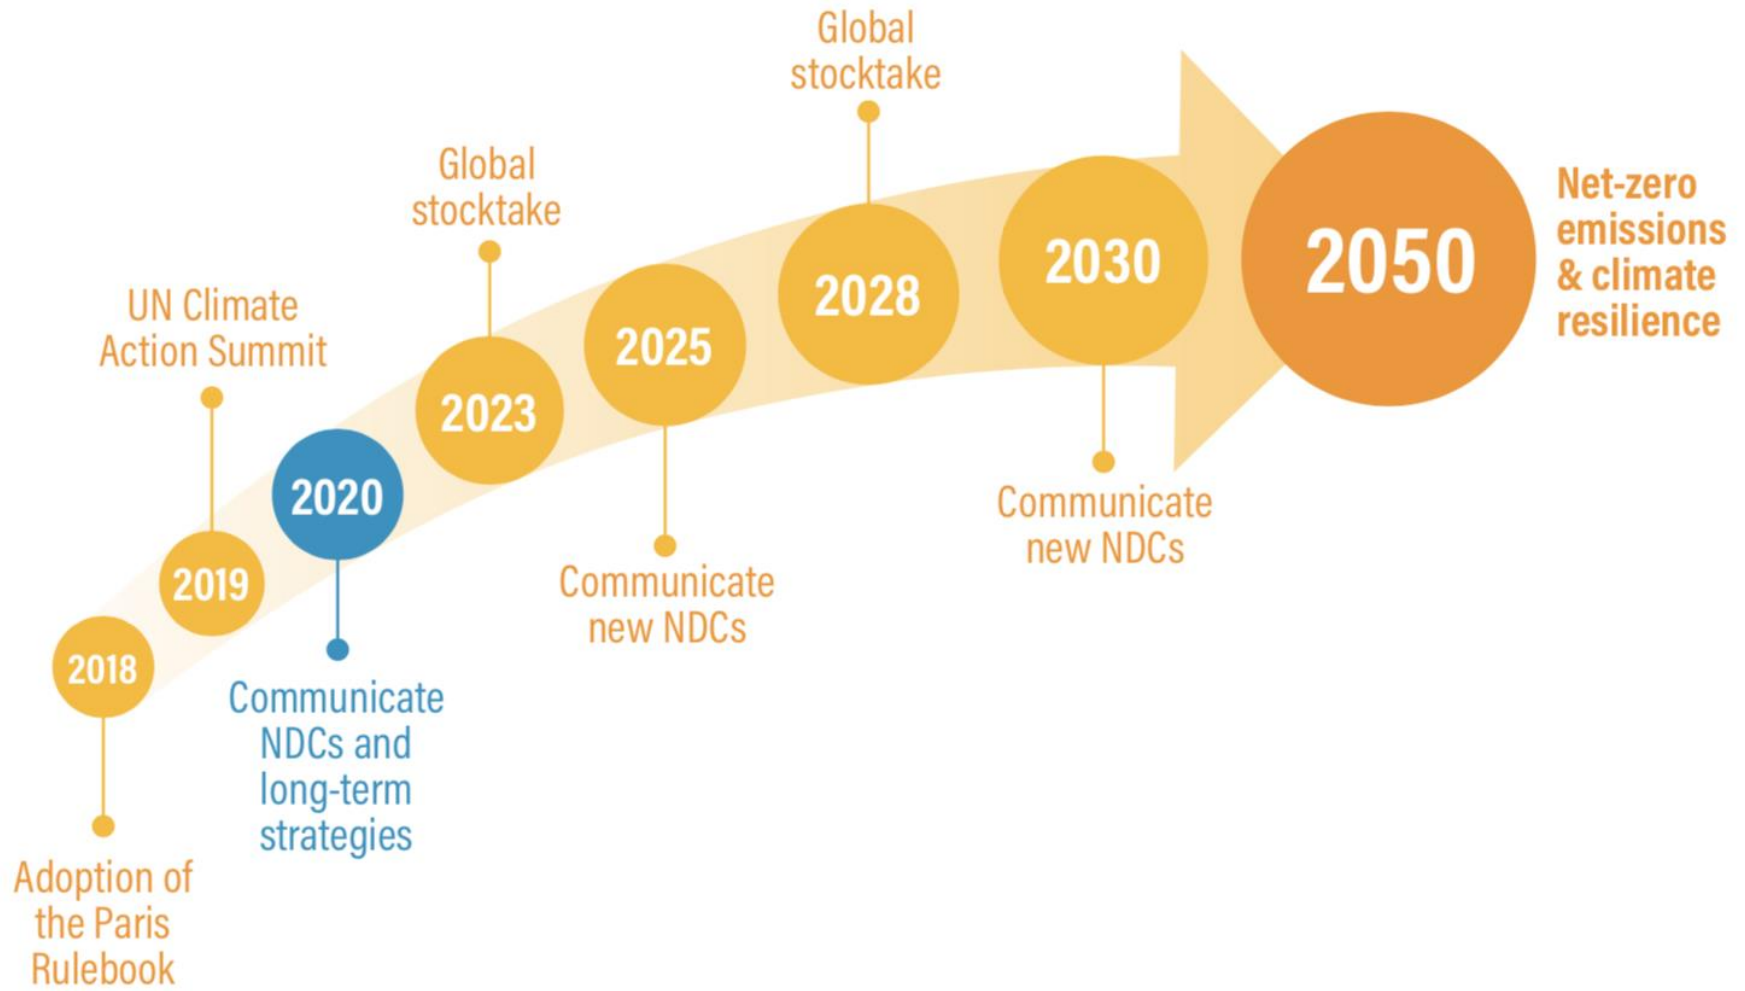 2018
Adoption of
the Paris
Rulebook
UN Climate
Action Summit
2019
2020
Communicate
NDCs and
long-term
strategies
Global
stocktake
2023
2025
Communicate
new NDCs
Global
stocktake
2028
2030
Communicate
new NDCs
2050
Net-zero
emissions
& climate
resilience